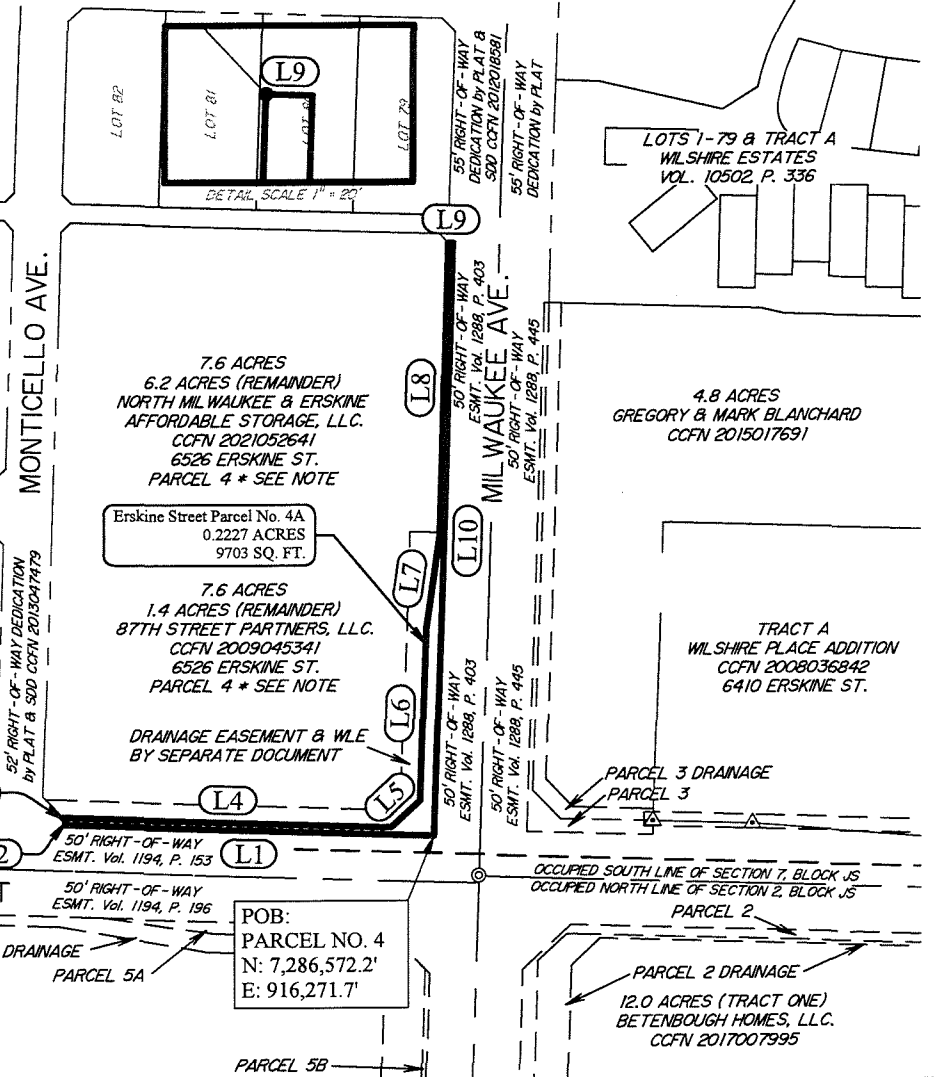 LOT 82
LOT 81
L9
LOT 79
DETAIL SCALE 1" = 20'
55' RIGHT-OF-WAY
DEDICATION by PLAT &
SDD CCFN 2012018581
55' RIGHT-OF-WAY
DEDICATION by PLAT
LOTS 1-79 & TRACT A
WILSHIRE ESTATES
VOL. 10502, P. 336
L9
MONTICELLO AVE.
7.6 ACRES
6.2 ACRES (REMAINDER)
NORTH MILWAUKEE & ERSKINE
AFFORDABLE STORAGE, LLC.
CCFN 2021052641
6526 ERSKINE ST.
PARCEL 4 * SEE NOTE
L8
50' RIGHT-OF-WAY
ESMT. Vol. 1288, P. 403
MILWAUKEE AVE.
50' RIGHT-OF-WAY
ESMT. Vol. 1288, P. 445
4.8 ACRES
GREGORY & MARK BLANCHARD
CCFN 2015017691
Erskine Street Parcel No. 4A
0.2227 ACRES
9703 SQ. FT.
L7
L10
52' RIGHT-OF-WAY DEDICATION
by PLAT & SDD CCFN 2013047479
7.6 ACRES
1.4 ACRES (REMAINDER)
87TH STREET PARTNERS, LLC.
CCFN 2009045341
6526 ERSKINE ST.
PARCEL 4 * SEE NOTE
TRACT A
WILSHIRE PLACE ADDITION
CCFN 2008036842
6410 ERSKINE ST.
L6
50' RIGHT-OF-WAY
ESMT. Vol. 1288, P. 403
50' RIGHT-OF-WAY
ESMT. Vol. 1288, P. 445
DRAINAGE EASEMENT & WLE
BY SEPARATE DOCUMENT
PARCEL 3 DRAINAGE
PARCEL 3
L4
L5
2
50' RIGHT-OF-WAY
ESMT. Vol. 1194, P. 153
L1
OCCUPIED SOUTH LINE OF SECTION 7, BLOCK JS
OCCUPIED NORTH LINE OF SECTION 2, BLOCK JS
T
50' RIGHT-OF-WAY
ESMT. Vol. 1194, P. 196
POB:
PARCEL NO. 4
N: 7,286,572.2'
E: 916,271.7'
PARCEL 2
DRAINAGE
PARCEL 5A
PARCEL 2 DRAINAGE
12.0 ACRES (TRACT ONE)
BETENBOUGH HOMES, LLC.
CCFN 2017007995
PARCEL 5B